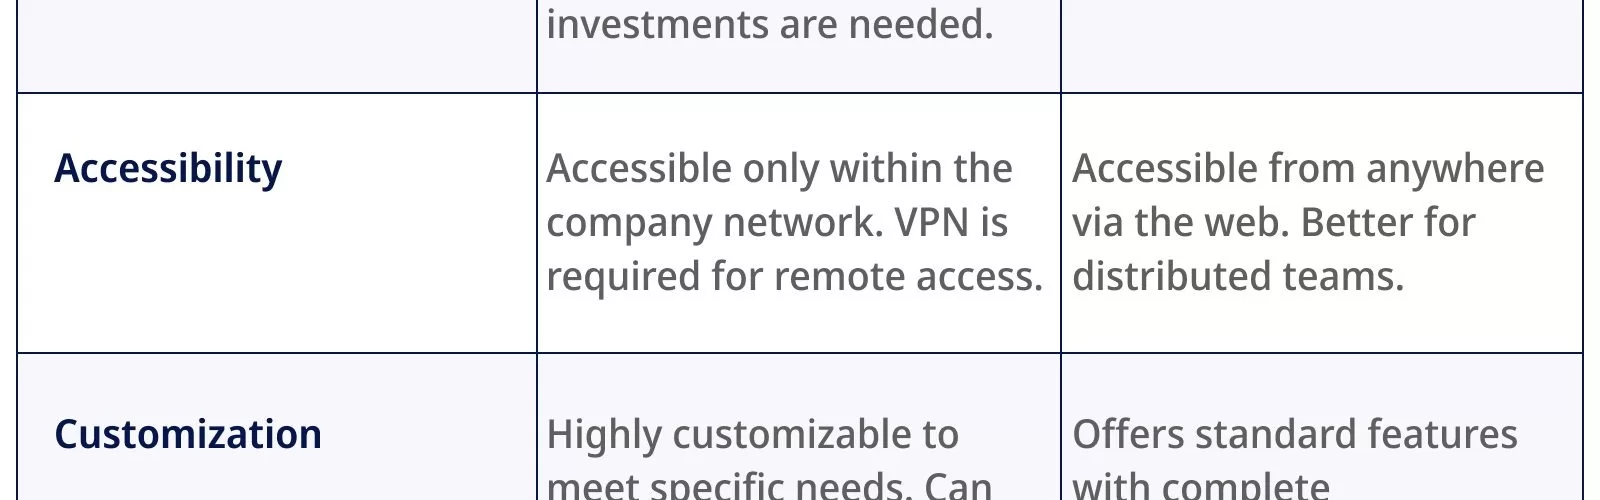 investments are needed.
Accessibility
Accessible only within the
company network. VPN is
required for remote access.
Accessible from anywhere
via the web. Better for
distributed teams.
Customization
Highly customizable to
meet specific needs. Can
Offers standard features
with complete